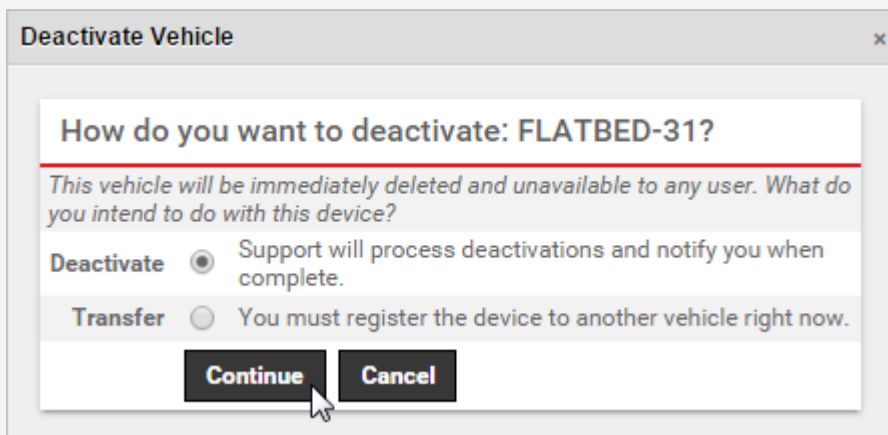 Deactivate Vehicle
×
How do you want to deactivate: FLATBED-31?
This vehicle will be immediately deleted and unavailable to any user. What do
you intend to do with this device?
Deactivate Support will process deactivations and notify you when
complete.
Transfer You must register the device to another vehicle right now.
Continue Cancel